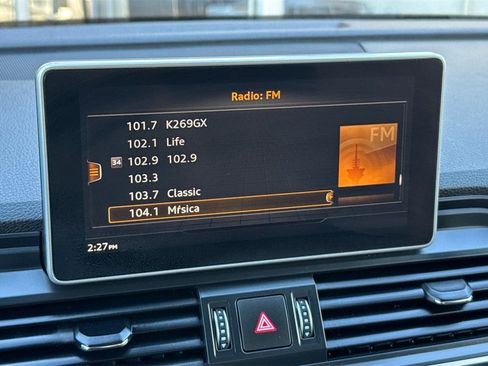 Radio: FM
101.7 K269GX
102.1 Life
34 102.9 102.9
103.3
103.7 Classic
104.1 Mŕsica
FM
2:27PM